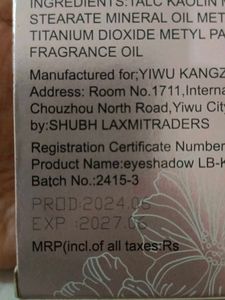 INGREDIENTS:TALC KAOLIN
STEARATE MINERAL OIL MET
TITANIUM DIOXIDE METYL PA
FRAGRANCE OIL
Manufactured for;YIWU KANGZ
Address: Room No.1711,Interna
Chouzhou North Road,Yiwu City
by:SHUBH LAXMITRADERS
Registration Certificate Number
Product Name:eyeshadow LB-K
Batch No.:2415-3
PROD:2024.06
EXP :2027.06
MRP(incl.of all taxes:Rs